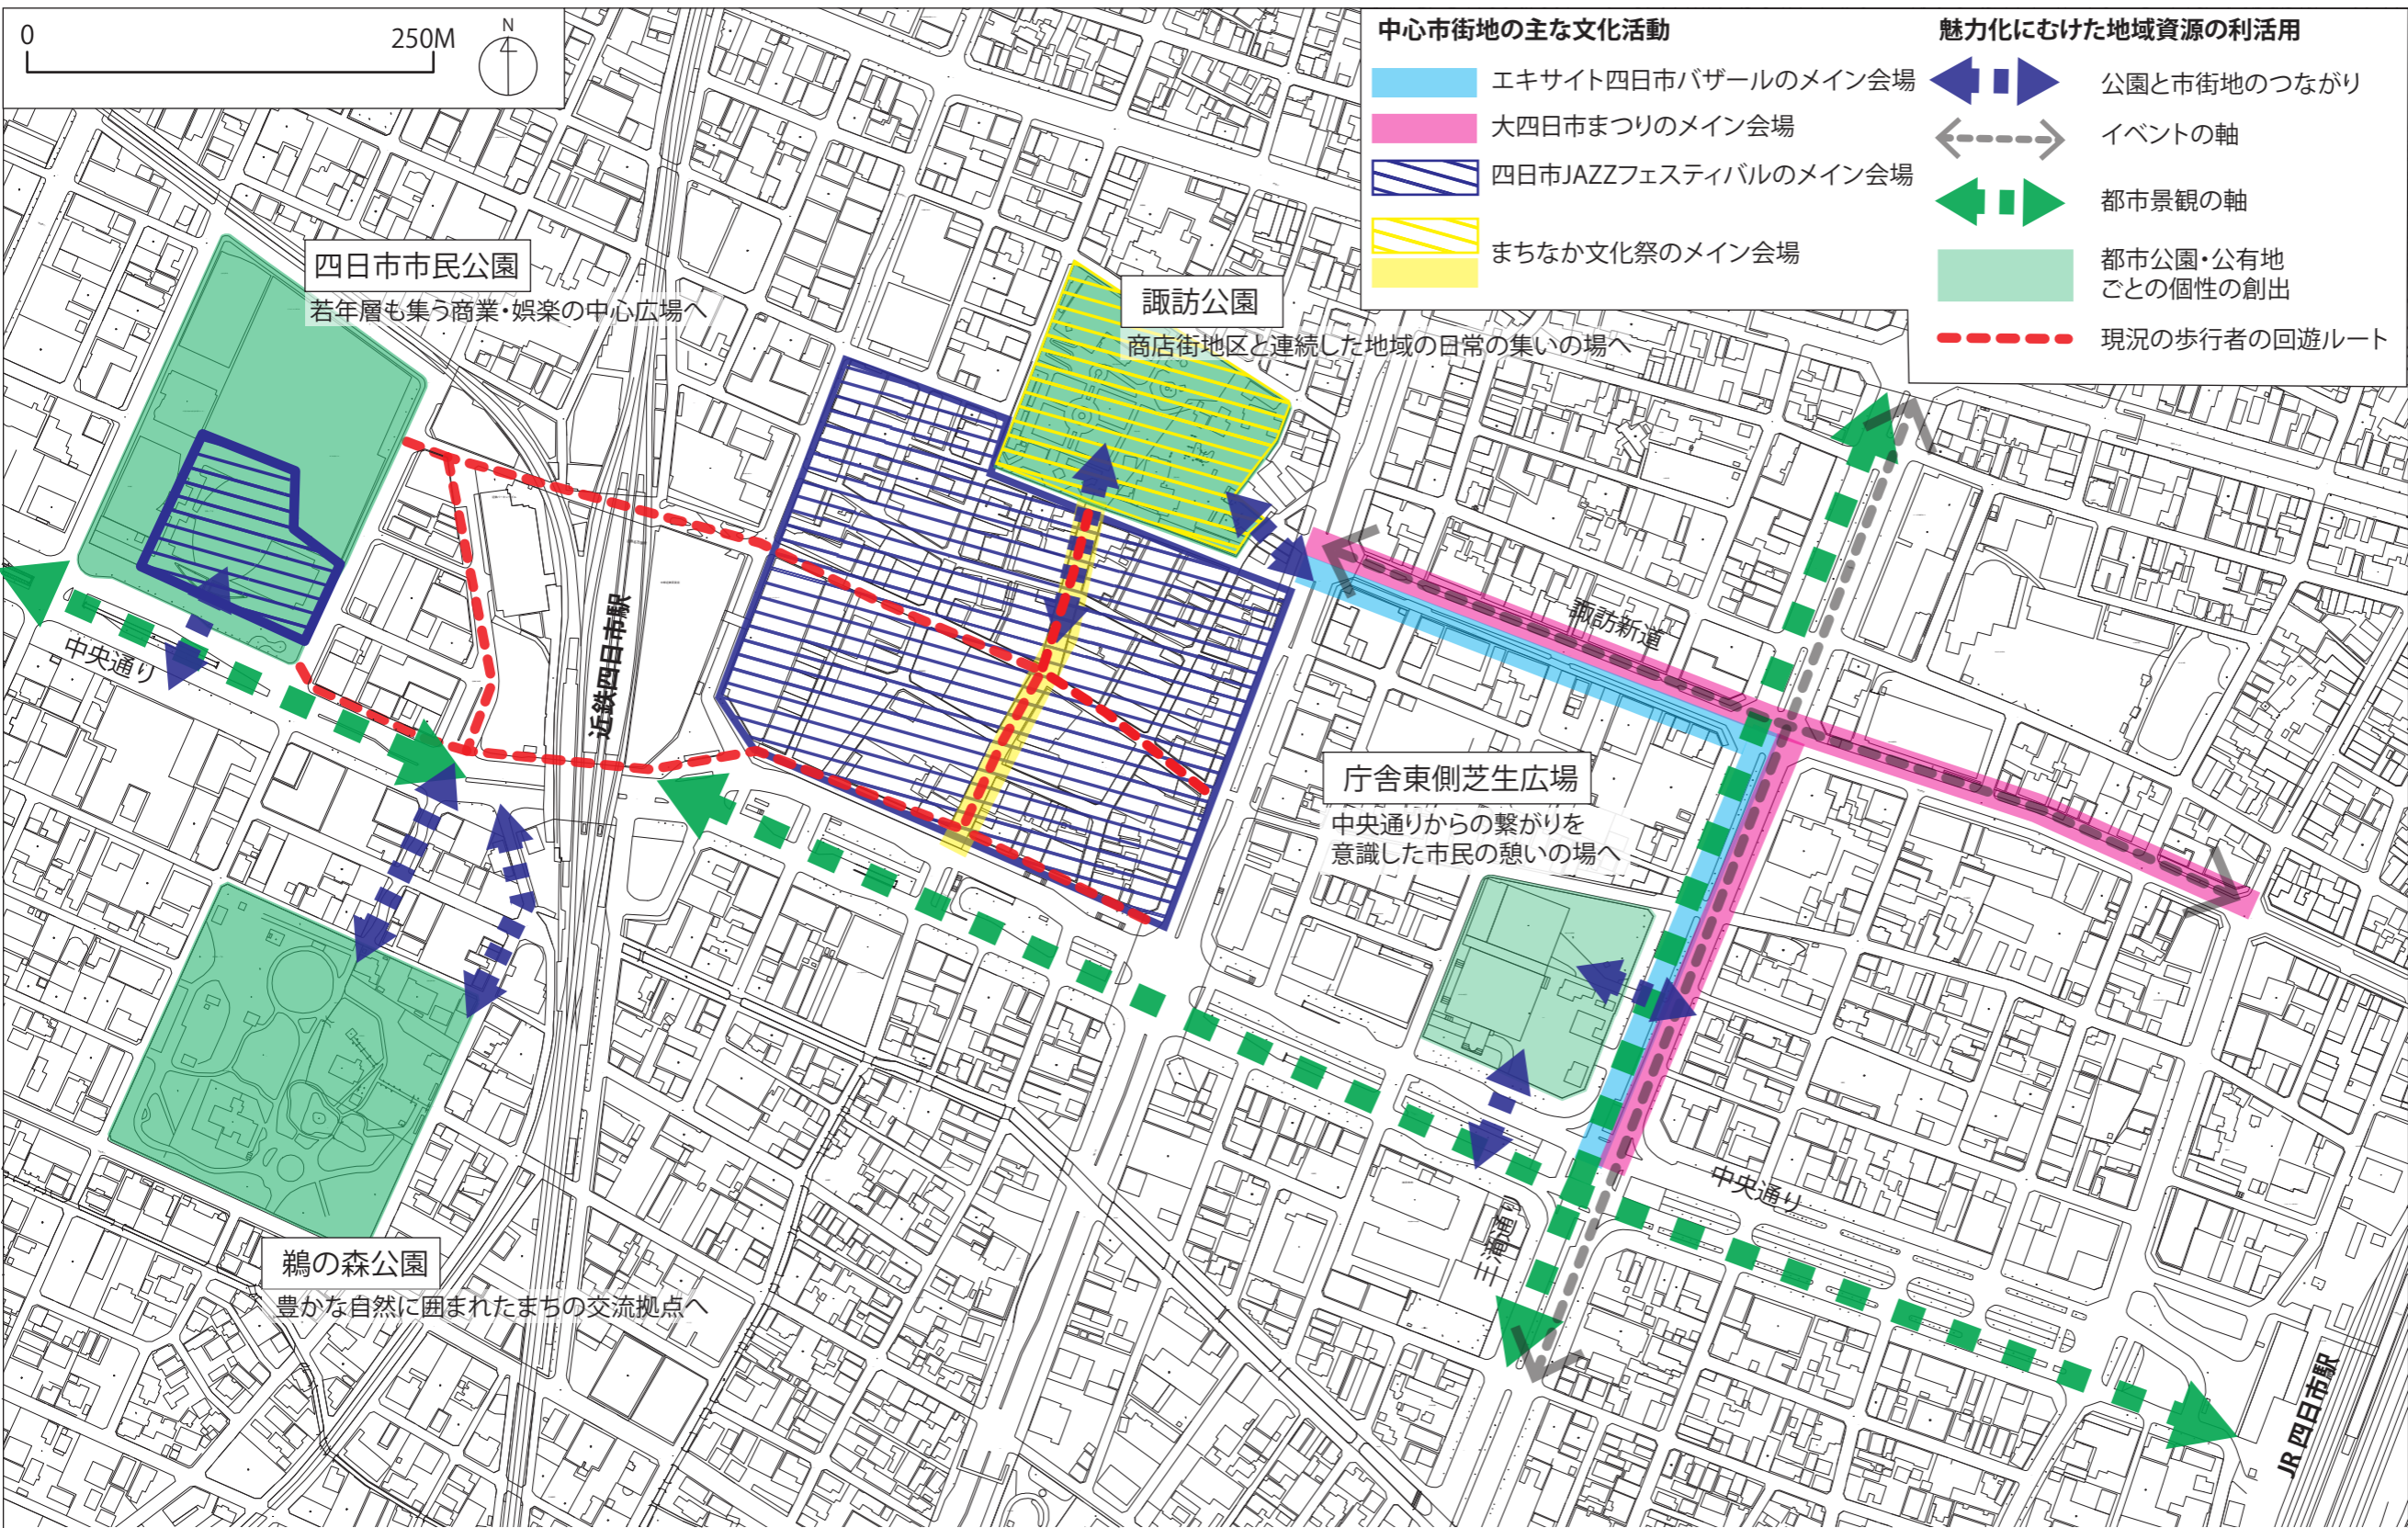 0
250M
N
中心市街地の主な文化活動
エキサイト四日市バザールのメイン会場
大四日市まつりのメイン会場
四日市JAZZフェスティバルのメイン会場
まちなか文化祭のメイン会場
魅力化にむけた地域資源の利活用
公園と市街地のつながり
イベントの軸
都市景観の軸
都市公園・公有地
ごとの個性の創出
現況の歩行者の回遊ルート
四日市市民公園
若年層も集う商業・娯楽の中心広場へ
諏訪公園
商店街地区と連続した地域の日常の集いの場へ
諏訪新道
中央通り
近鉄四日市駅
庁舎東側芝生広場
中央通りからの繋がりを
意識した市民の憩いの場へ
中央通り
三滝通り
鵜の森公園
豊かな自然に囲まれたまちの交流拠点へ
JR 四日市駅